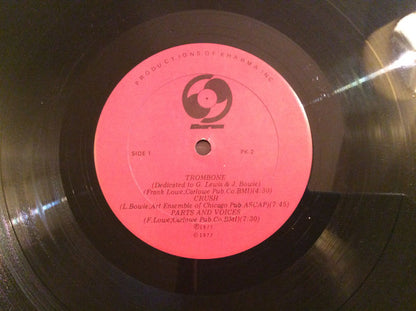 PRODUCTIONS OF KHARMA, INC.
SIDE 1
PK 2
TROMBONE
(Dedicated to G. Lewis & J. Bowie)
(Frank Lowe;Carlowe Pub Co BMI)(4:30)
CRUSH
(L.Bowie;Art Ensemble of Chicago Pub ASCAP)(7:45)
PARTS AND VOICES
(F.Lowe;Carlowe Pub.Co.BMI)(7:30)
Ⓟ1977
©1977